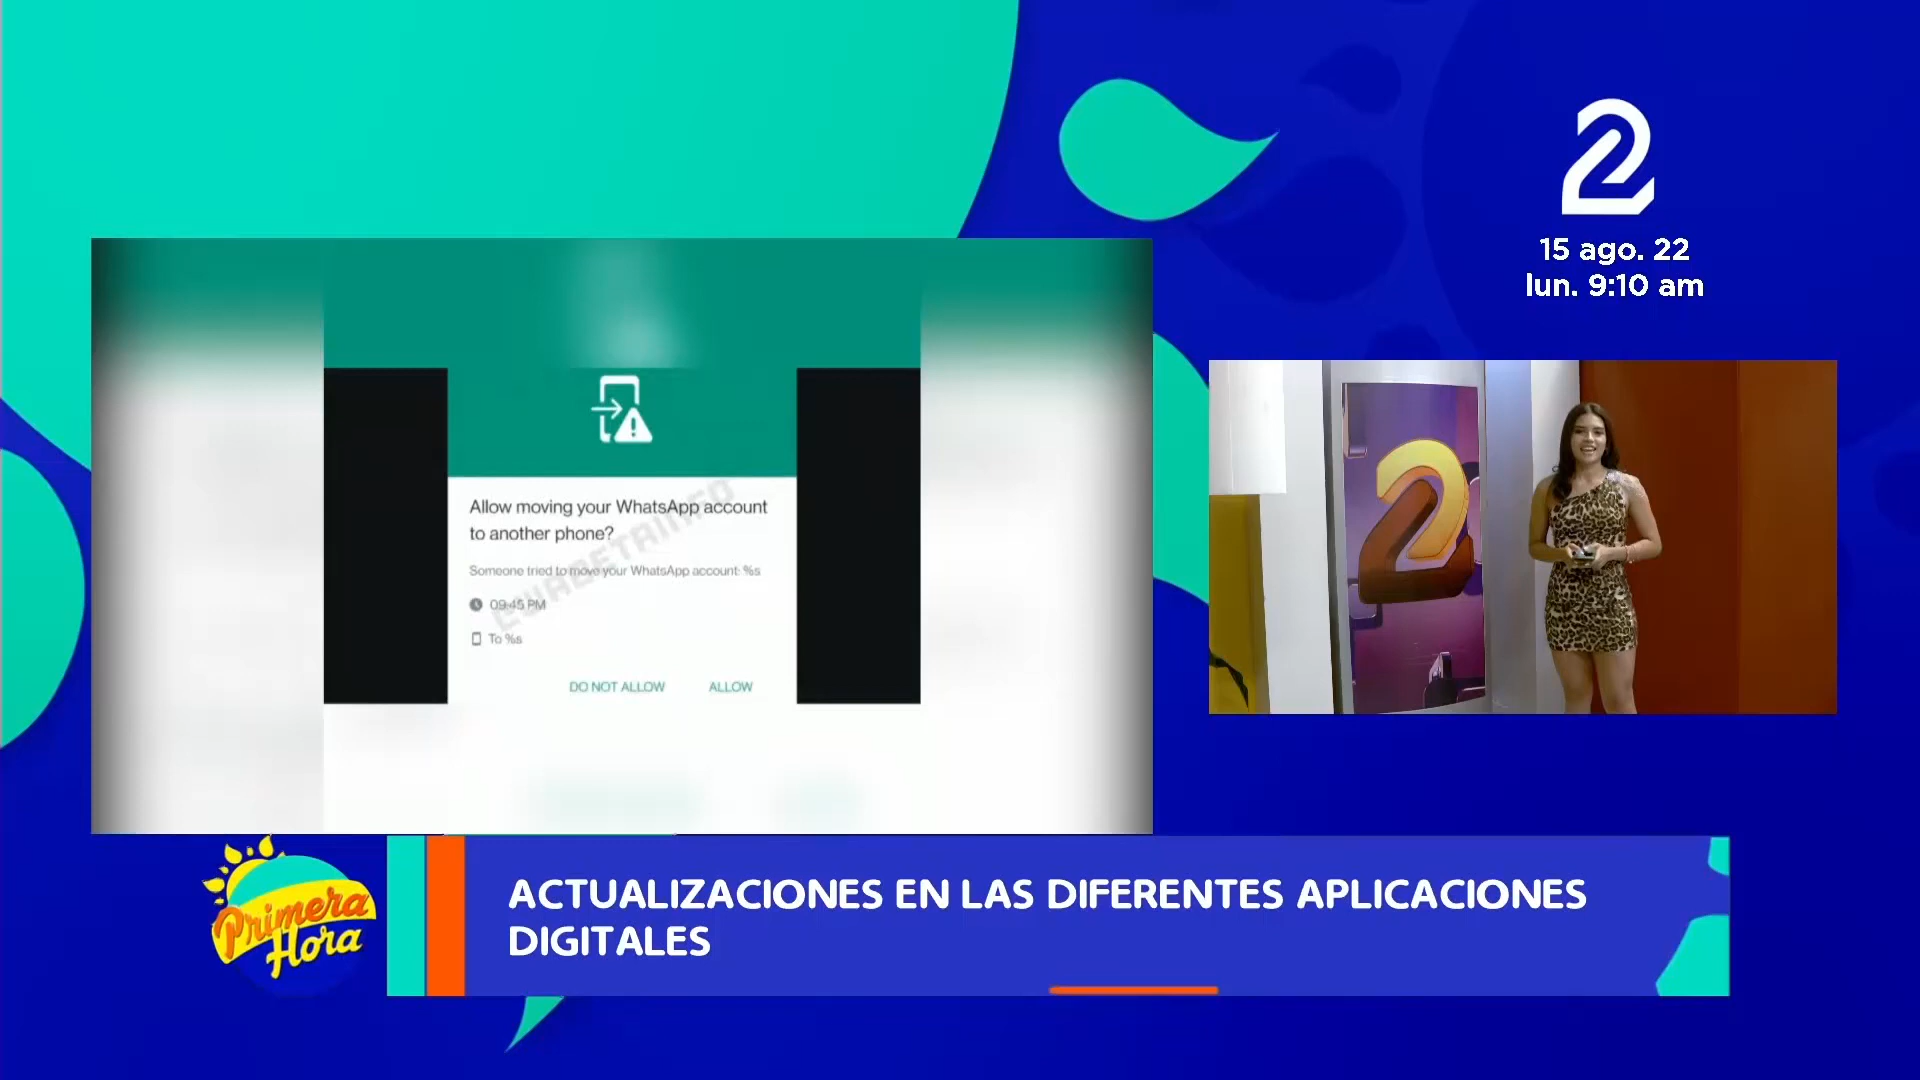 2
15 ago. 22
lun. 9:10 am
Allow moving your WhatsApp account
to another phone?
Someone tried to move your WhatsApp account: %s
09:45 PM
To %s
DO NOT ALLOW ALLOW
WABETAINFO
2
Primera
Hora
ACTUALIZACIONES EN LAS DIFERENTES APLICACIONES
DIGITALES